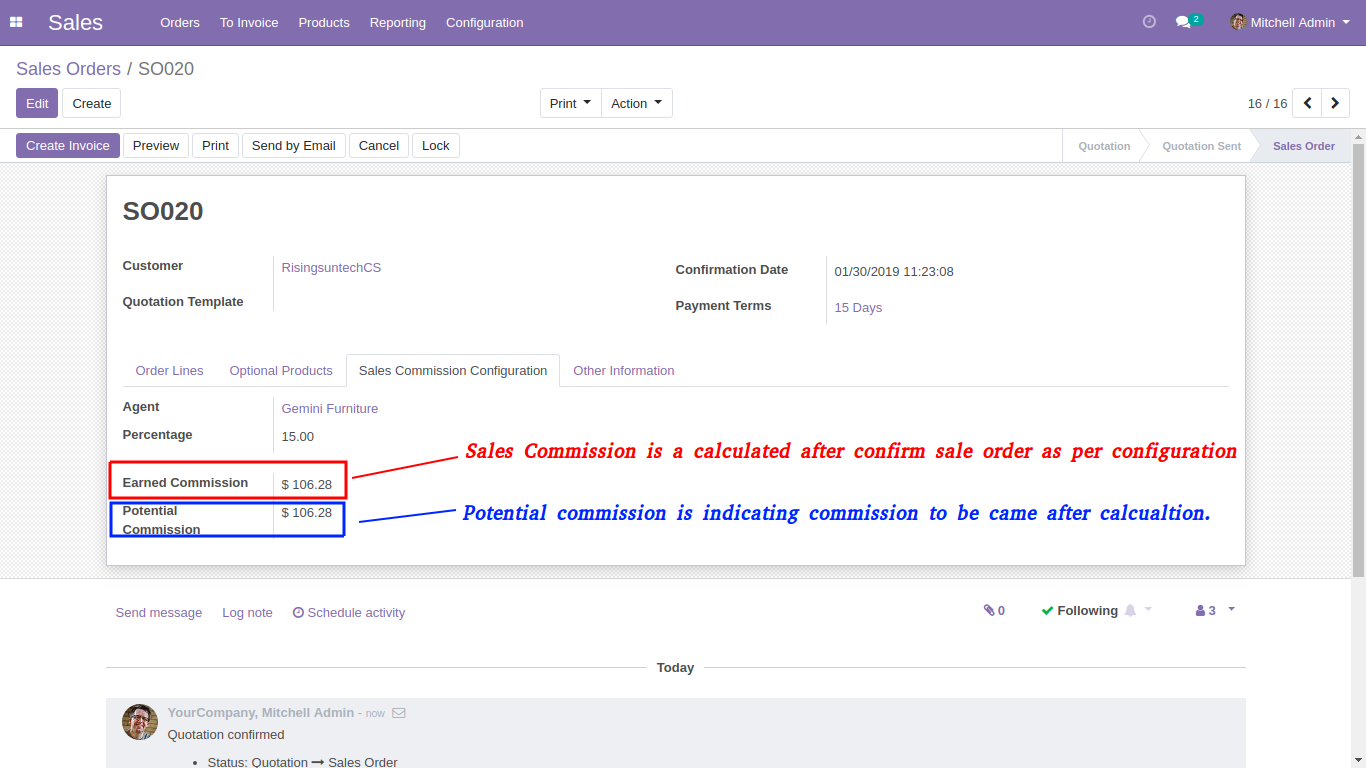 Sales Orders To Invoice Products Reporting Configuration 2 Mitchell Admin
Sales Orders / SO020
Edit Create Print Action 16 / 16
Create Invoice Preview Print Send by Email Cancel Lock Quotation Quotation Sent Sales Order
SO020
Customer RisingsuntechCS
Quotation Template
Confirmation Date 01/30/2019 11:23:08
Payment Terms 15 Days
Order Lines Optional Products Sales Commission Configuration Other Information
Agent Gemini Furniture
Percentage 15.00
Sales Commission is a calculated after confirm sale order as per configuration
Earned Commission $ 106.28
Potential $ 106.28
Commission
Potential commission is indicating commission to be came after calcualtion.
Send message Log note Schedule activity 0 Following 3
Today
YourCompany, Mitchell Admin - now
Quotation confirmed
• Status: Quotation → Sales Order